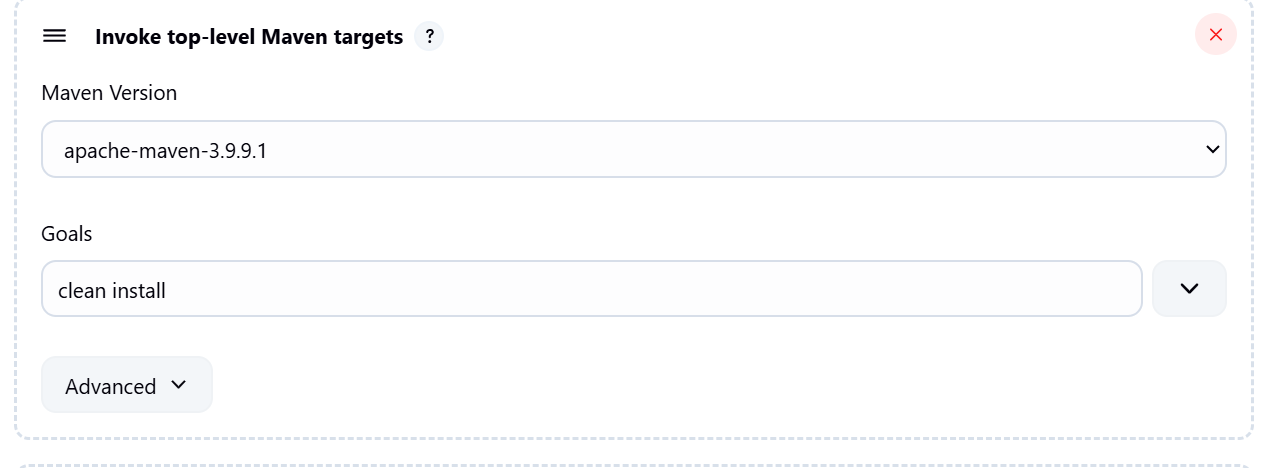 Invoke top-level Maven targets ?
Maven Version
apache-maven-3.9.9.1
Goals
clean install
Advanced